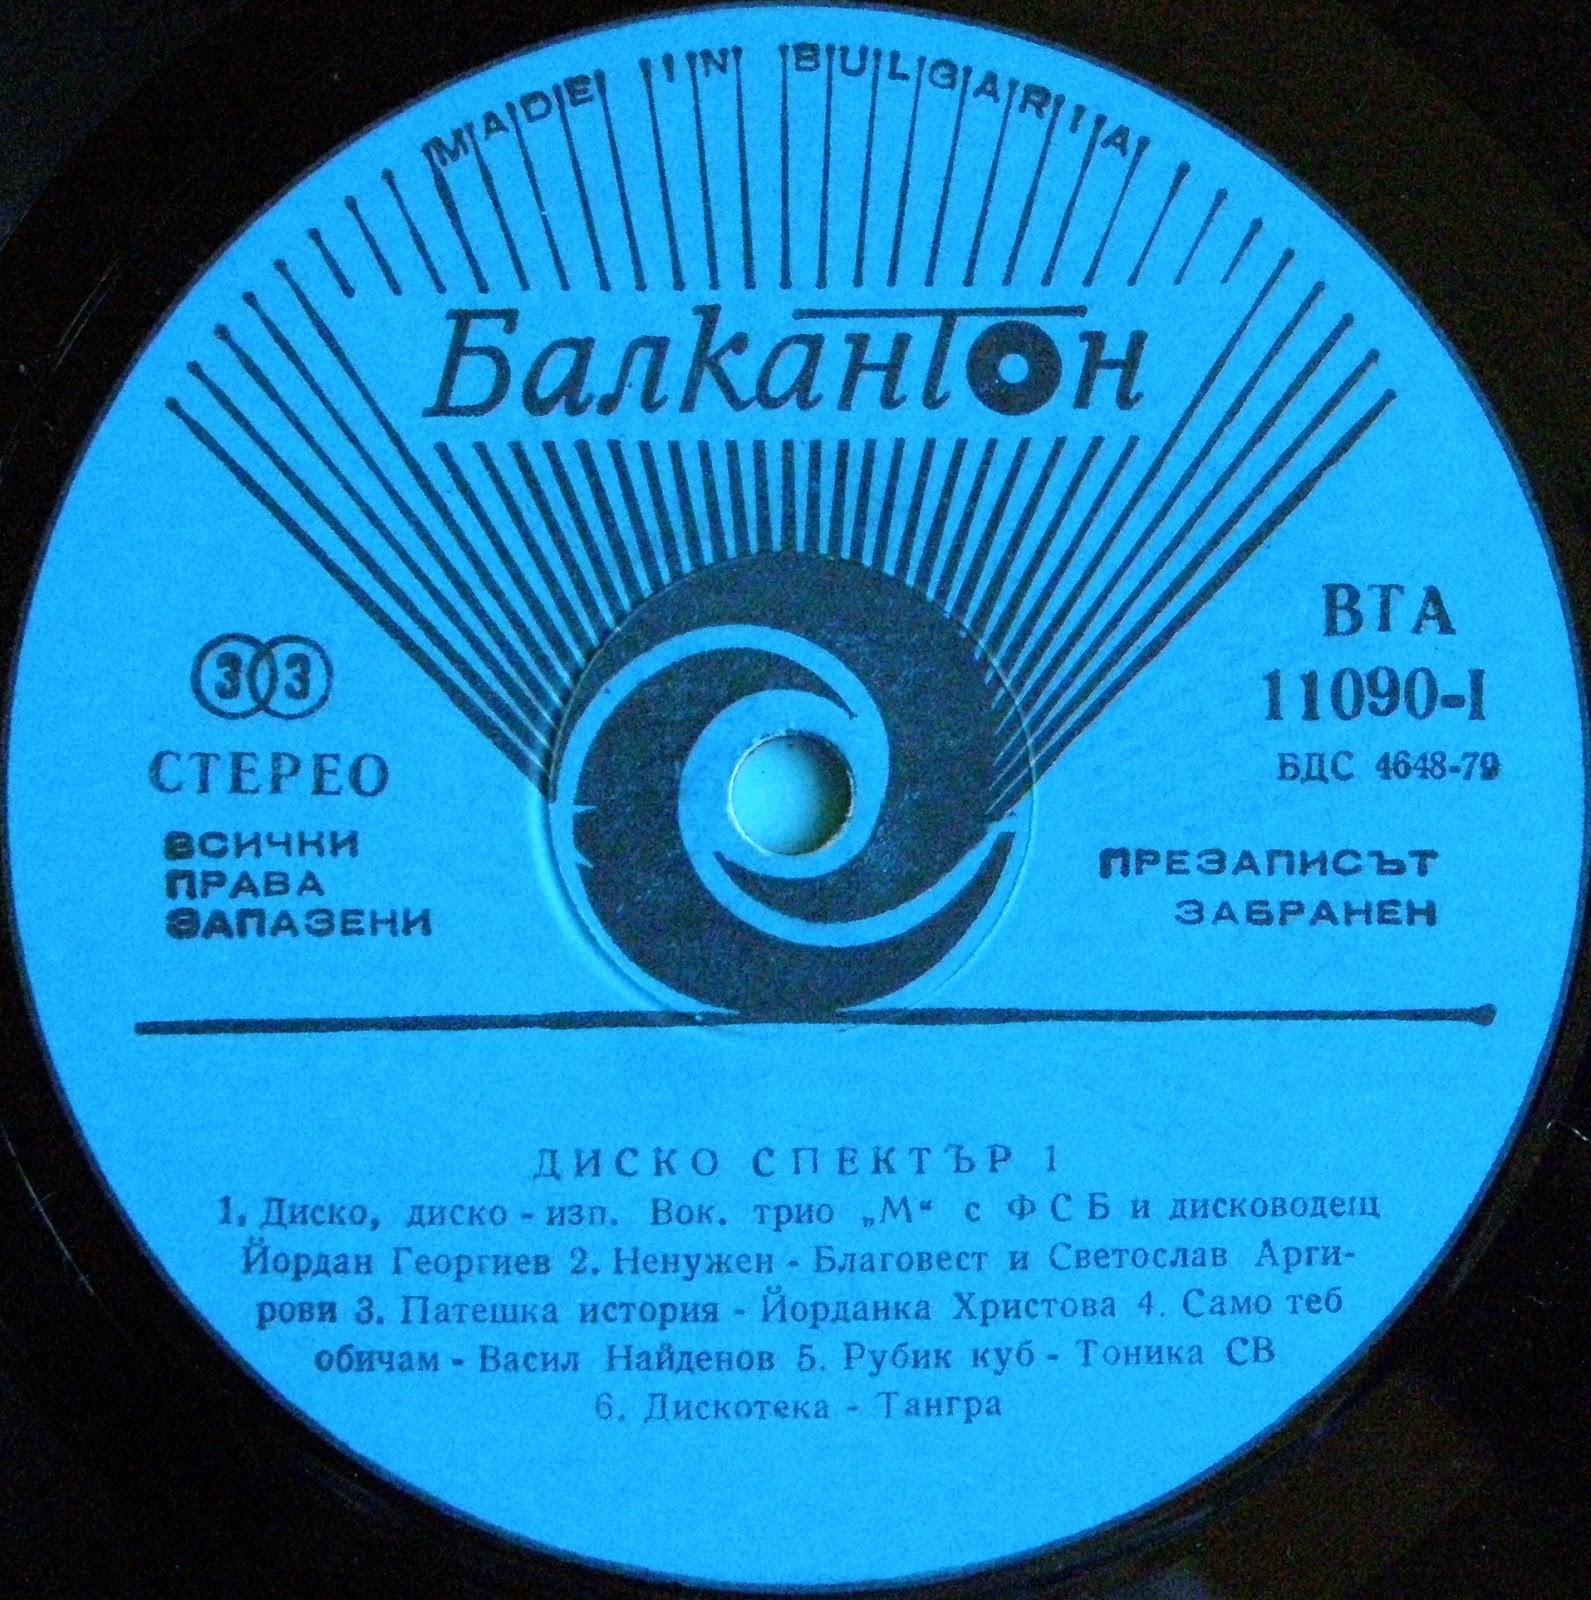 MADE IN BULGARIA
Балкантон
33
СТЕРЕО
ВСИЧКИ
ПРАВА
ЗАПАЗЕНИ
ВТА
11090-I
БДС 4648-79
ПРЕЗАПИСЪТ
ЗАБРАНЕН
ДИСКО СПЕКТЪР 1
1. Диско, диско - изп. Вок. трио „М“ с Ф С Б и дисководещ
Йордан Георгиев 2. Ненужен - Благовест и Светослав Арги-
рови 3. Патешка история - Йорданка Христова 4. Само теб
обичам - Васил Найденов 5. Рубик куб - Тоника СВ
6. Дискотека - Тангра